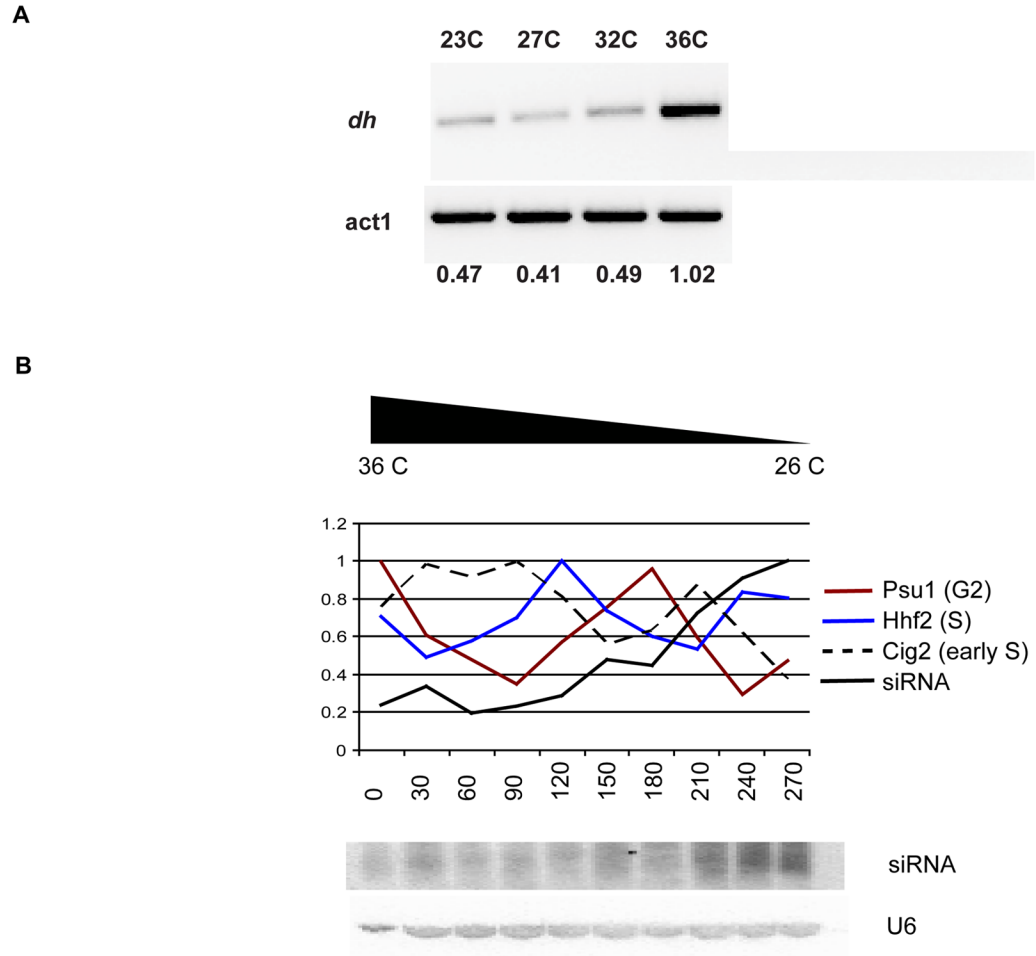 A
23C 27C 32C 36C
dh
act1
0.47 0.41 0.49 1.02
B
36 C 26 C
1.2
1
0.8
0.6
0.4
0.2
0
Psu1 (G2)
Hhf2 (S)
Cig2 (early S)
siRNA
0 30 60 90 120 150 180 210 240 270
siRNA
U6